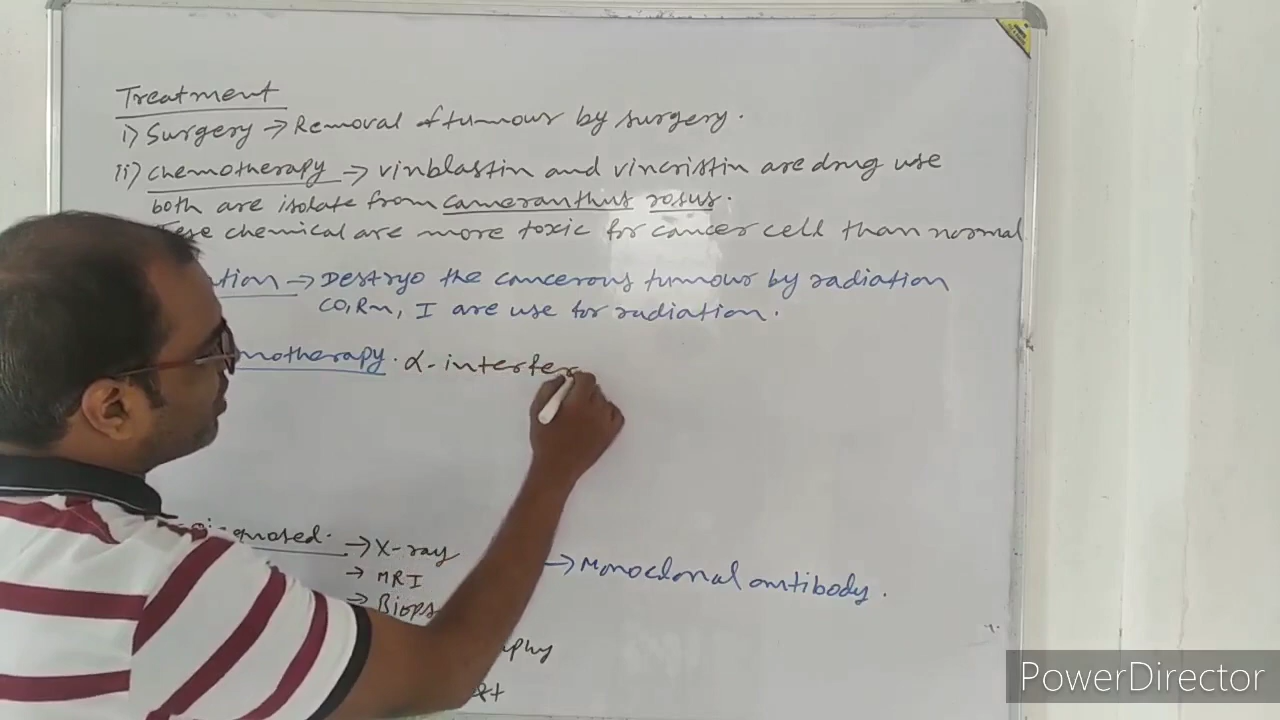 Treatment
i) Surgery → Removal of tumour by surgery.
ii) chemotherapy → vinblastin and vincristin are drug use
both are isolate from cameranthus rosus.
chemical are more toxic for cancer cell than normal
→ Destryo the cancerous tumour by radiation
CO, Rn, I are use for radiation.
α-interfer
→ X-ray
→ MRI
→ Monoclonal antibody.
PowerDirector